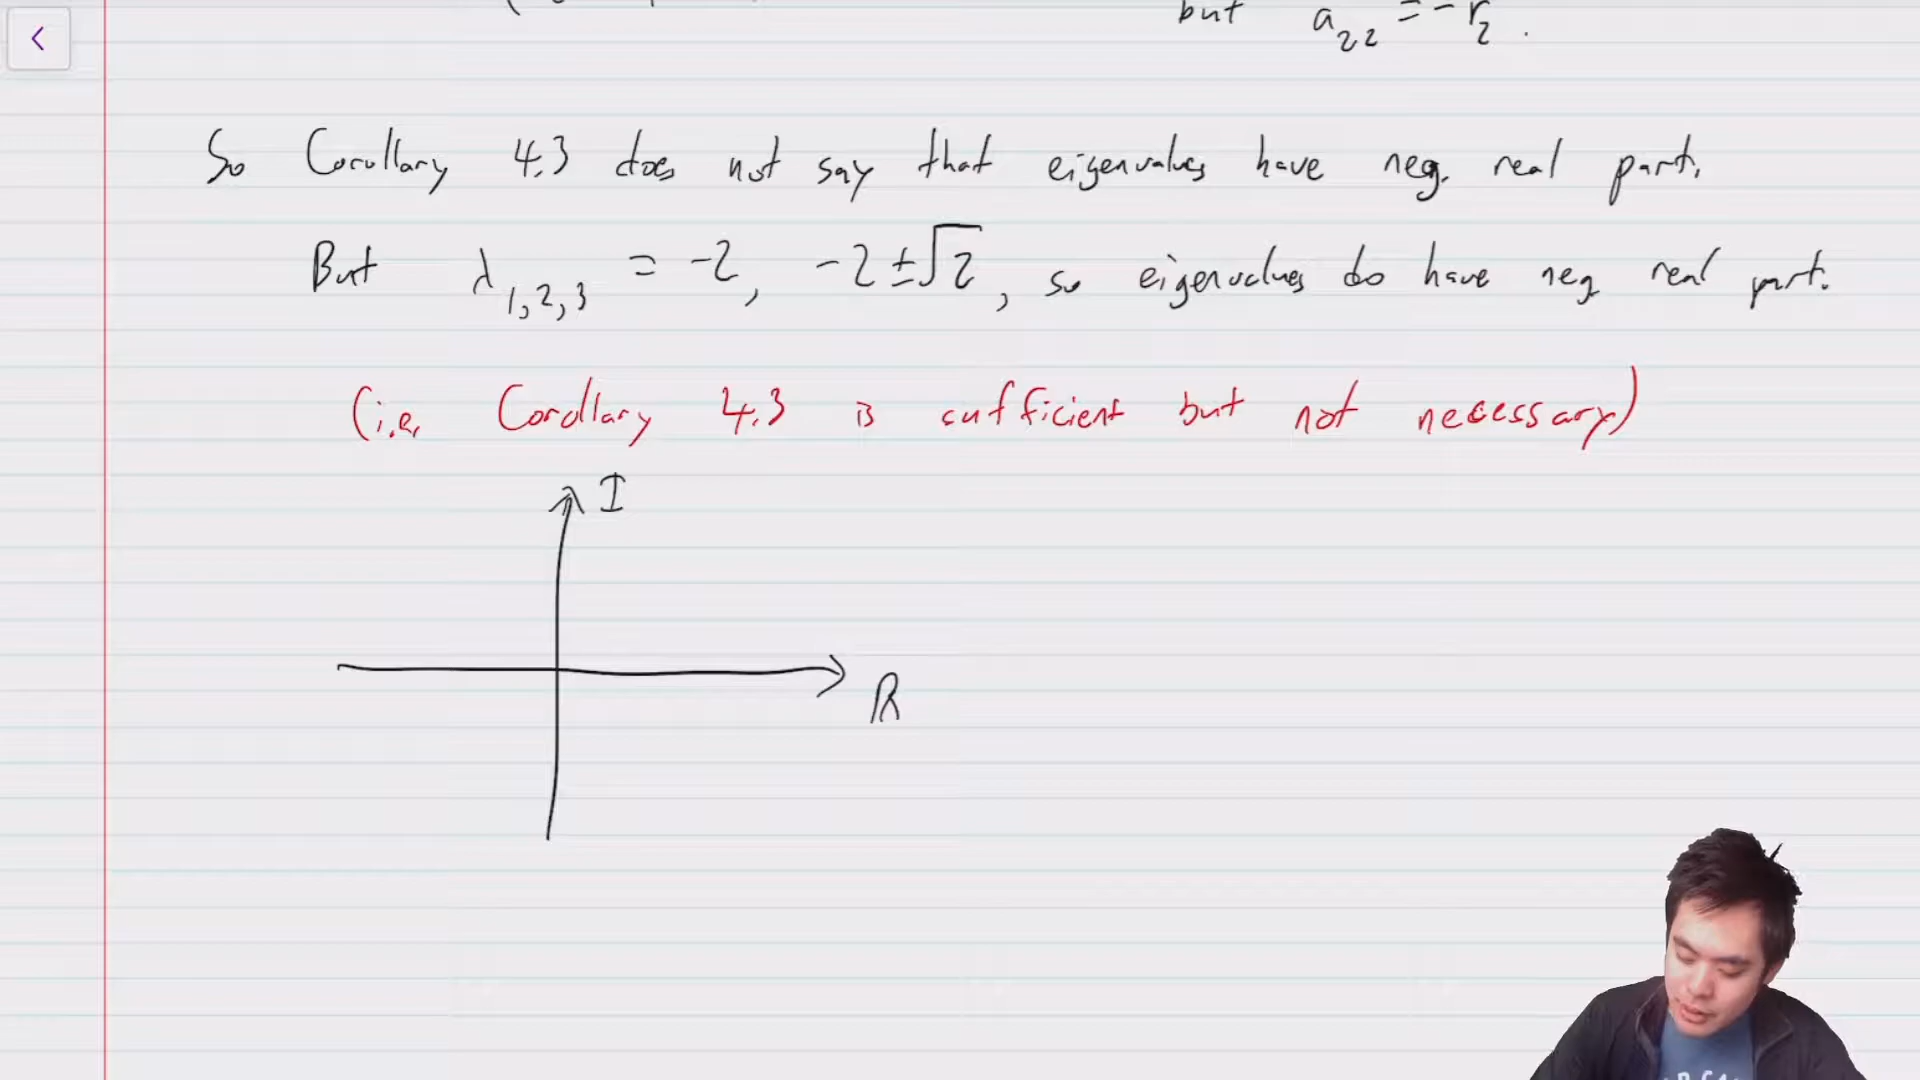 but a₂₂ = -r₂ .
So Corollary 4.3 does not say that eigenvalues have neg. real part.
But λ₁,₂,₃ = -2, -2 ± √2, so eigenvalues do have neg real part.
(i.e. Corollary 4.3 is sufficient but not necessary)
I
R